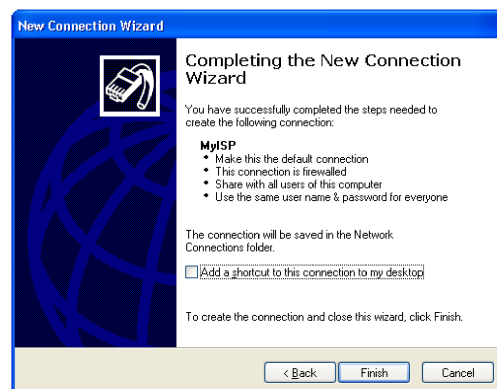 New Connection Wizard
Completing the New Connection
Wizard
You have successfully completed the steps needed to
create the following connection:
MyISP
• Make this the default connection
• This connection is firewalled
• Share with all users of this computer
• Use the same user name & password for everyone
The connection will be saved in the Network
Connections folder.
Add a shortcut to this connection to my desktop
To create the connection and close this wizard, click Finish.
< Back Finish Cancel